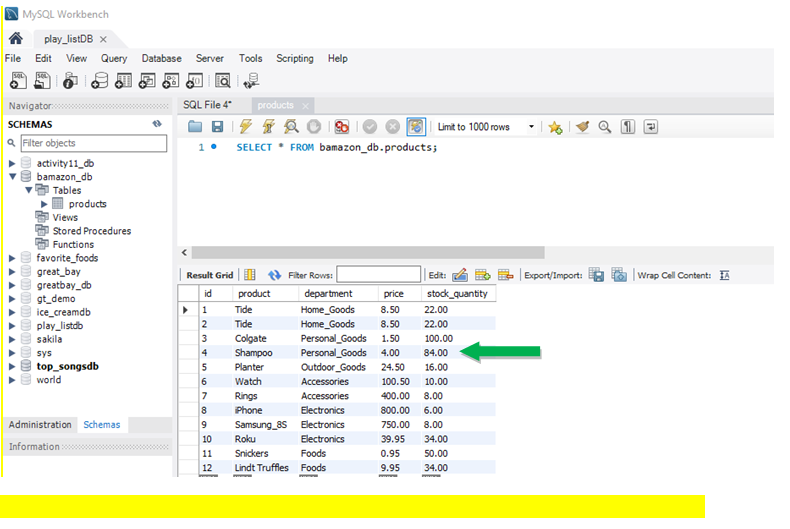 MySQL Workbench
play_listDB ×
File Edit View Query Database Server Tools Scripting Help
Navigator
SCHEMAS
Filter objects
activity11_db
bamazon_db
Tables
products
Views
Stored Procedures
Functions
favorite_foods
great_bay
greatbay_db
gt_demo
ice_creamdb
play_listdb
sakila
sys
top_songsdb
world
Administration Schemas
Information
SQL File 4* products ×
Limit to 1000 rows
1 SELECT * FROM bamazon_db.products;
Result Grid Filter Rows: Edit: Export/Import: Wrap Cell Content: IA
id product department price stock_quantity
1 Tide Home_Goods 8.50 22.00
2 Tide Home_Goods 8.50 22.00
3 Colgate Personal_Goods 1.50 100.00
4 Shampoo Personal_Goods 4.00 84.00
5 Planter Outdoor_Goods 24.50 16.00
6 Watch Accessories 100.50 10.00
7 Rings Accessories 400.00 8.00
8 iPhone Electronics 800.00 6.00
9 Samsung_8S Electronics 750.00 8.00
10 Roku Electronics 39.95 34.00
11 Snickers Foods 0.95 50.00
12 Lindt Truffles Foods 9.95 34.00